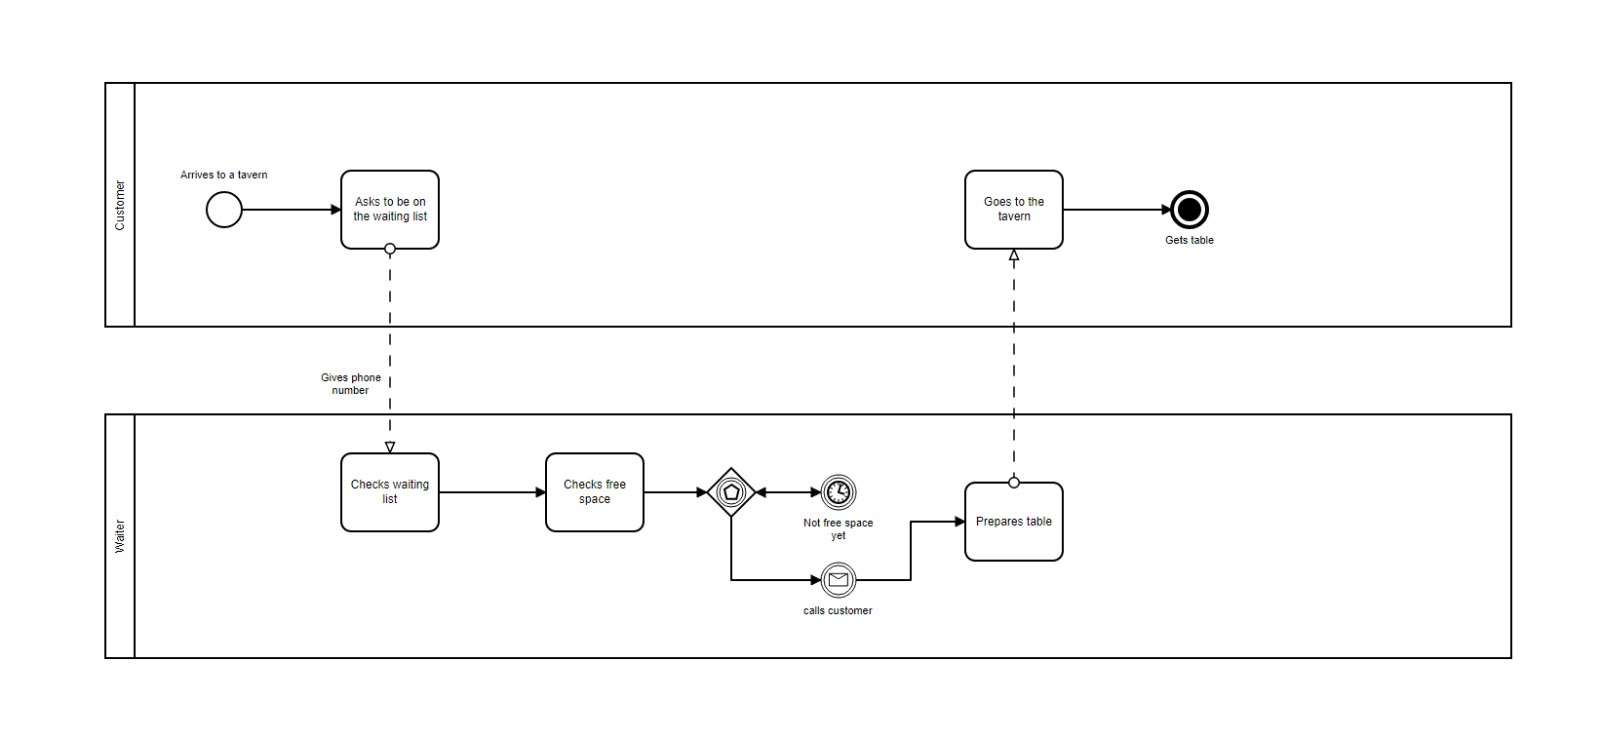 Customer
Arrives to a tavern
Asks to be on
the waiting list
Goes to the
tavern
Gets table
Gives phone
number
Waiter
Checks waiting
list
Checks free
space
Not free space
yet
calls customer
Prepares table